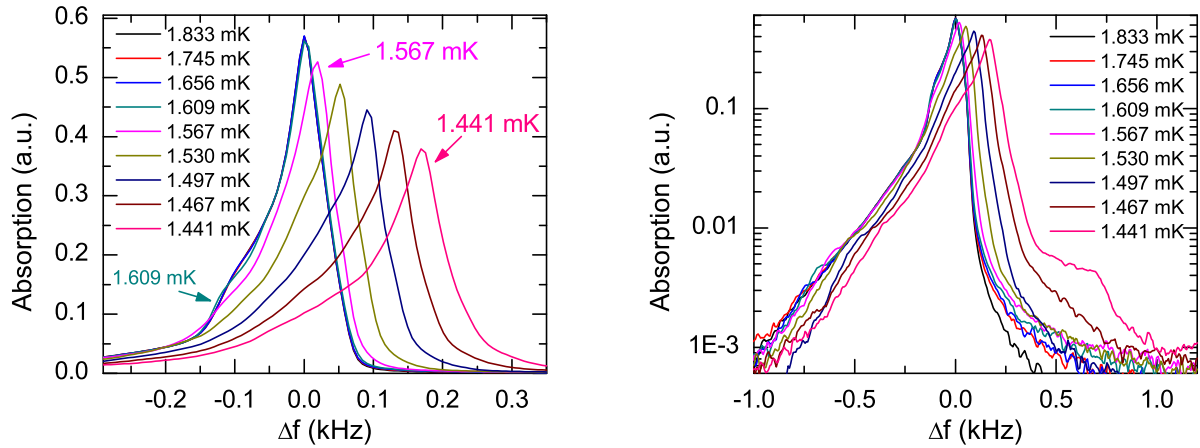 0.6
0.5
0.4
0.3
0.2
0.1
0.0
-0.2
-0.1
0.0
0.1
0.2
0.3
Absorption (a.u.)
Δf (kHz)
1.833 mK
1.745 mK
1.656 mK
1.609 mK
1.567 mK
1.530 mK
1.497 mK
1.467 mK
1.441 mK
1.567 mK
1.441 mK
1.609 mK
0.1
0.01
1E-3
-1.0
-0.5
0.0
0.5
1.0
Absorption (a.u.)
Δf (kHz)
1.833 mK
1.745 mK
1.656 mK
1.609 mK
1.567 mK
1.530 mK
1.497 mK
1.467 mK
1.441 mK